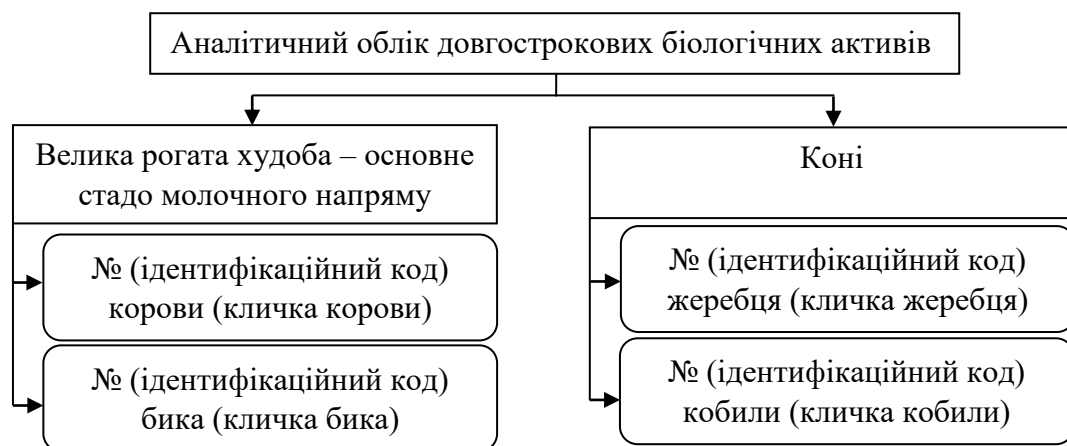 Аналітичний облік довгострокових біологічних активів
Велика рогата худоба – основне
стадо молочного напряму
№ (ідентифікаційний код)
корови (кличка корови)
№ (ідентифікаційний код)
бика (кличка бика)
Коні
№ (ідентифікаційний код)
жеребця (кличка жеребця)
№ (ідентифікаційний код)
кобили (кличка кобили)